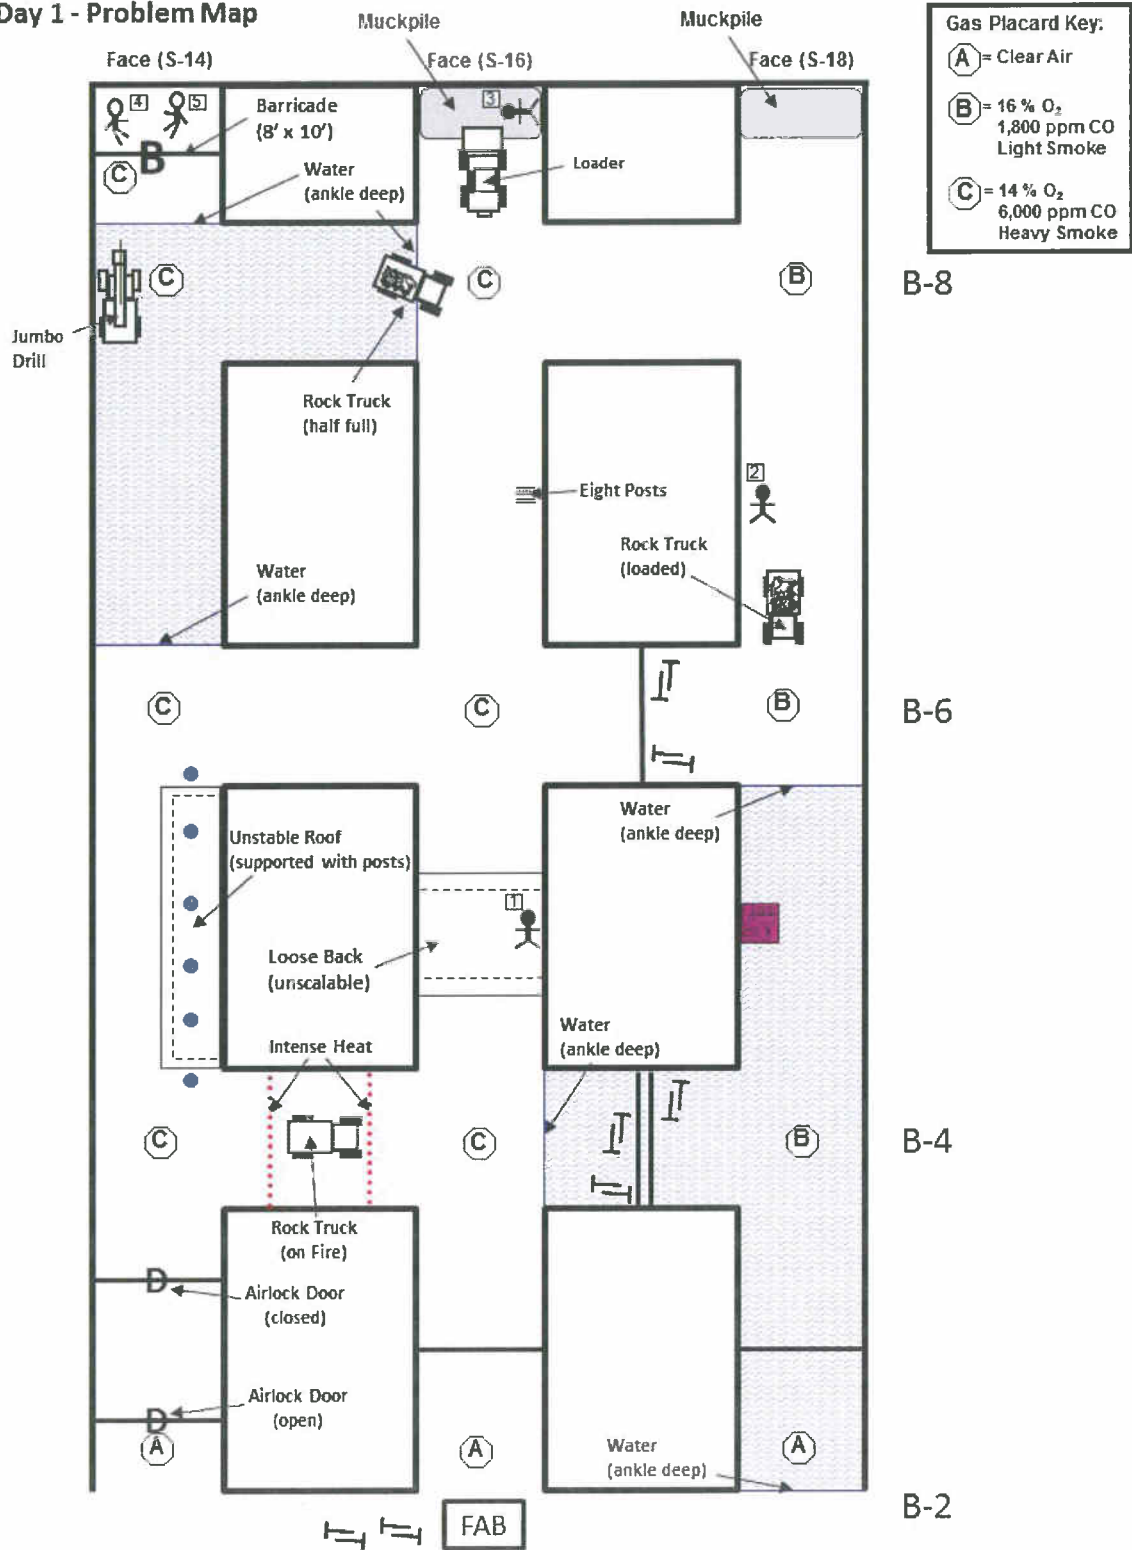 Day 1 - Problem Map
Muckpile
Muckpile
Face (S-14)
Face (S-16)
Face (S-18)
Gas Placard Key:
A = Clear Air
B = 16 % O₂
1,800 ppm CO
Light Smoke
C = 14 % O₂
6,000 ppm CO
Heavy Smoke
4
5
3
Barricade
(8' x 10')
B
C
Water
(ankle deep)
Loader
C
C
B
B-8
Jumbo
Drill
Rock Truck
(half full)
Eight Posts
2
Rock Truck
(loaded)
Water
(ankle deep)
C
C
B
B-6
Water
(ankle deep)
Unstable Roof
(supported with posts)
1
Loose Back
(unscalable)
Water
(ankle deep)
Intense Heat
C
C
B
B-4
Rock Truck
(on Fire)
D
Airlock Door
(closed)
Airlock Door
(open)
D
A
A
A
Water
(ankle deep)
B-2
FAB